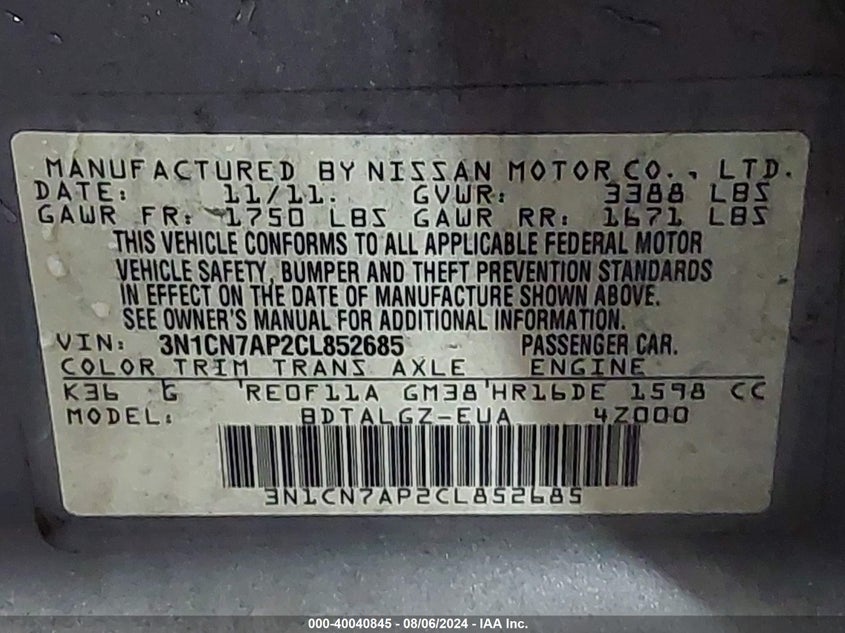 MANUFACTURED BY NISSAN MOTOR CO., LTD.
DATE: 11/11. GVWR: 3388 LBS
GAWR FR: 1750 LBS GAWR RR: 1671 LBS
THIS VEHICLE CONFORMS TO ALL APPLICABLE FEDERAL MOTOR
VEHICLE SAFETY, BUMPER AND THEFT PREVENTION STANDARDS
IN EFFECT ON THE DATE OF MANUFACTURE SHOWN ABOVE.
SEE OWNER'S MANUAL FOR ADDITIONAL INFORMATION.
VIN: 3N1CN7AP2CL852685 PASSENGER CAR.
COLOR TRIM TRANS AXLE ENGINE
K36 G RE0F11A GM38 HR16DE 1598 CC
MODEL: BDTALGZ-EUA 4Z000
3N1CN7AP2CL852685
000-40040845 - 08/06/2024 - IAA Inc.